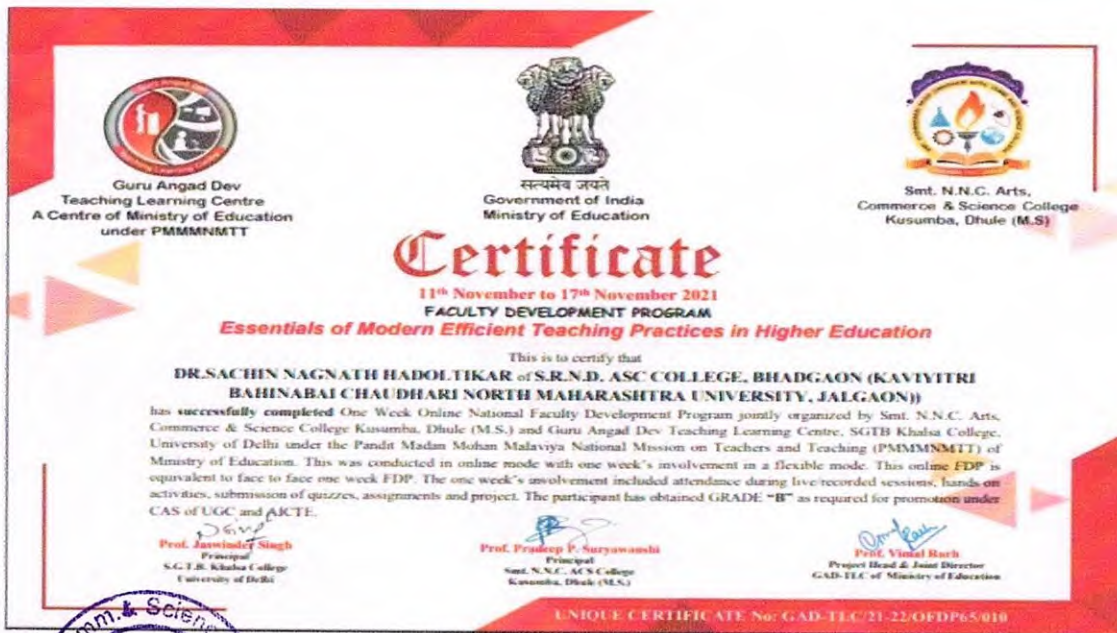 Guru Angad Dev
Teaching Learning Centre
A Centre of Ministry of Education
under PMMMNMTT
सत्यमेव जयते
Government of India
Ministry of Education
Smt. N.N.C. Arts,
Commerce & Science College
Kusumba, Dhule (M.S)
Certificate
11th November to 17th November 2021
FACULTY DEVELOPMENT PROGRAM
Essentials of Modern Efficient Teaching Practices in Higher Education
This is to certify that
DR.SACHIN NAGNATH HADOLTIKAR of S.R.N.D. ASC COLLEGE, BHADGAON (KAVIYITRI
BAHINABAI CHAUDHARI NORTH MAHARASHTRA UNIVERSITY, JALGAON))
has successfully completed One Week Online National Faculty Development Program jointly organized by Smt. N.N.C. Arts,
Commerce & Science College Kusumba, Dhule (M.S.) and Guru Angad Dev Teaching Learning Centre, SGTB Khalsa College,
University of Delhi under the Pandit Madan Mohan Malaviya National Mission on Teachers and Teaching (PMMMNMTT) of
Ministry of Education. This was conducted in online mode with one week's involvement in a flexible mode. This online FDP is
equivalent to face to face one week FDP. The one week's involvement included attendance during live/recorded sessions, hands on
activities, submission of quizzes, assignments and project. The participant has obtained GRADE "B" as required for promotion under
CAS of UGC and AICTE.
Prof. Jaswinder Singh
Principal
S.G.T.B. Khalsa College
University of Delhi
Prof. Pradeep P. Suryawanshi
Principal
Smt. N.N.C. ACS College
Kusumba, Dhule (M.S.)
Prof. Vimal Rarh
Project Head & Joint Director
GAD-TLC of Ministry of Education
UNIQUE CERTIFICATE No: GAD-TLC/21-22/OFDP65/010